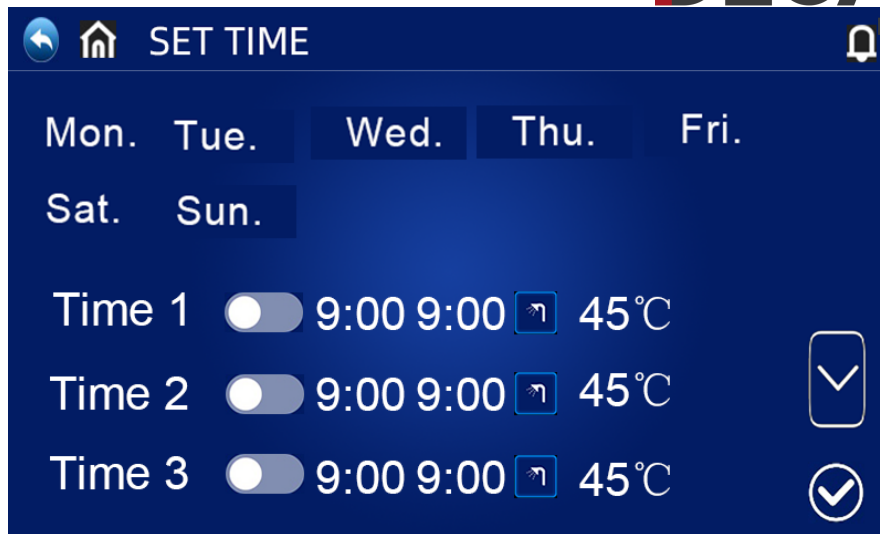 SET TIME
Mon. Tue. Wed. Thu. Fri.
Sat. Sun.
Time 1 9:00 9:00 45℃
Time 2 9:00 9:00 45℃
Time 3 9:00 9:00 45℃